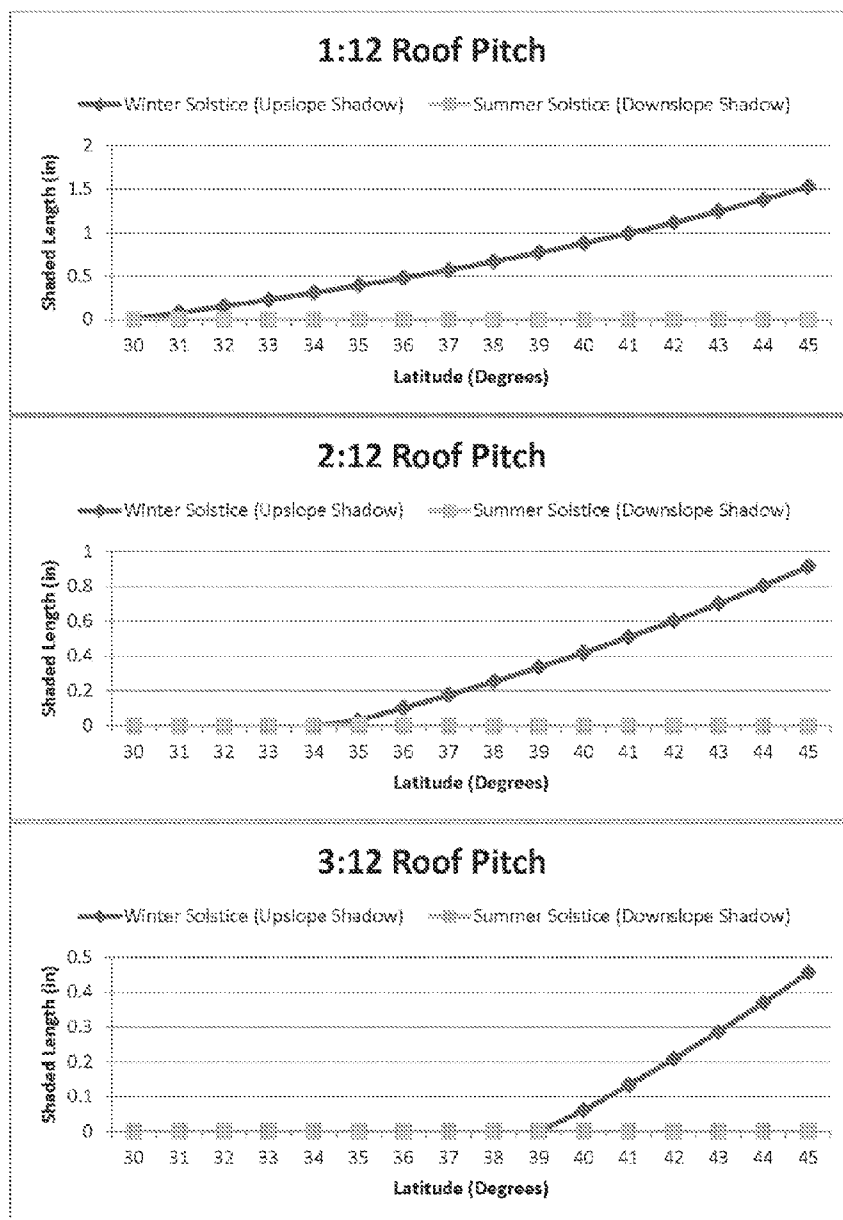 1:12 Roof Pitch
Winter Solstice (Upslope Shadow) Summer Solstice (Downslope Shadow)
2
1.5
1
0.5
0
Shaded Length (in)
30 31 32 33 34 35 36 37 38 39 40 41 42 43 44 45
Latitude (Degrees)
2:12 Roof Pitch
Winter Solstice (Upslope Shadow) Summer Solstice (Downslope Shadow)
1
0.8
0.6
0.4
0.2
0
Shaded Length (in)
30 31 32 33 34 35 36 37 38 39 40 41 42 43 44 45
Latitude (Degrees)
3:12 Roof Pitch
Winter Solstice (Upslope Shadow) Summer Solstice (Downslope Shadow)
0.5
0.4
0.3
0.2
0.1
0
Shaded Length (in)
30 31 32 33 34 35 36 37 38 39 40 41 42 43 44 45
Latitude (Degrees)